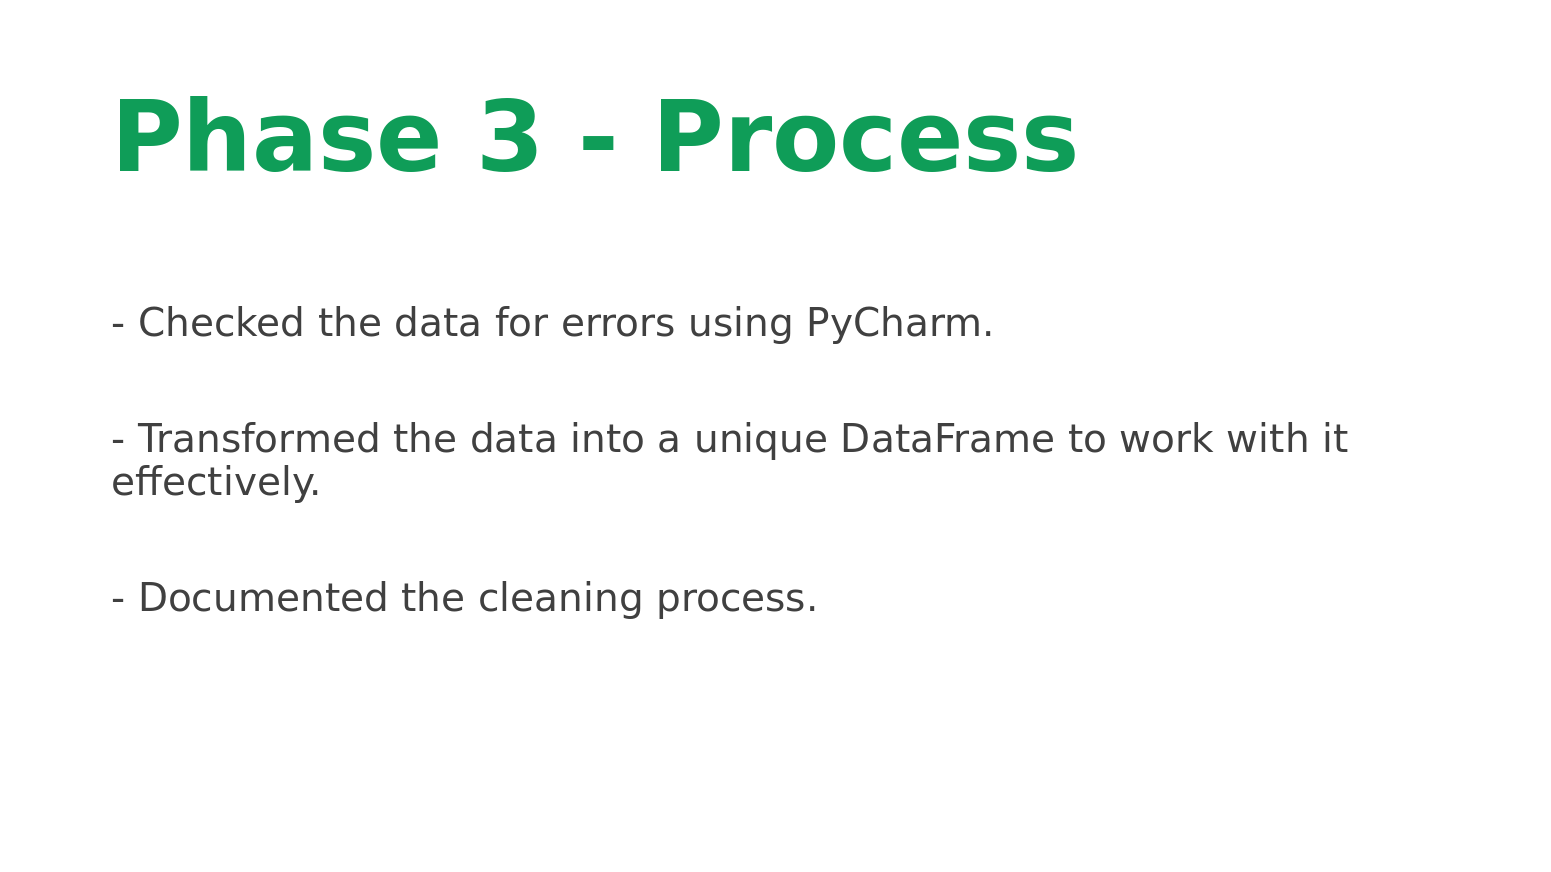 Phase 3 - Process
- Checked the data for errors using PyCharm.
- Transformed the data into a unique DataFrame to work with it
effectively.
- Documented the cleaning process.